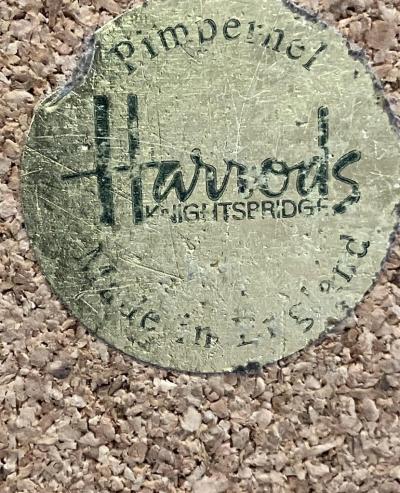 Pimpernel
Harrods
KNIGHTSBRIDGE
Made in England